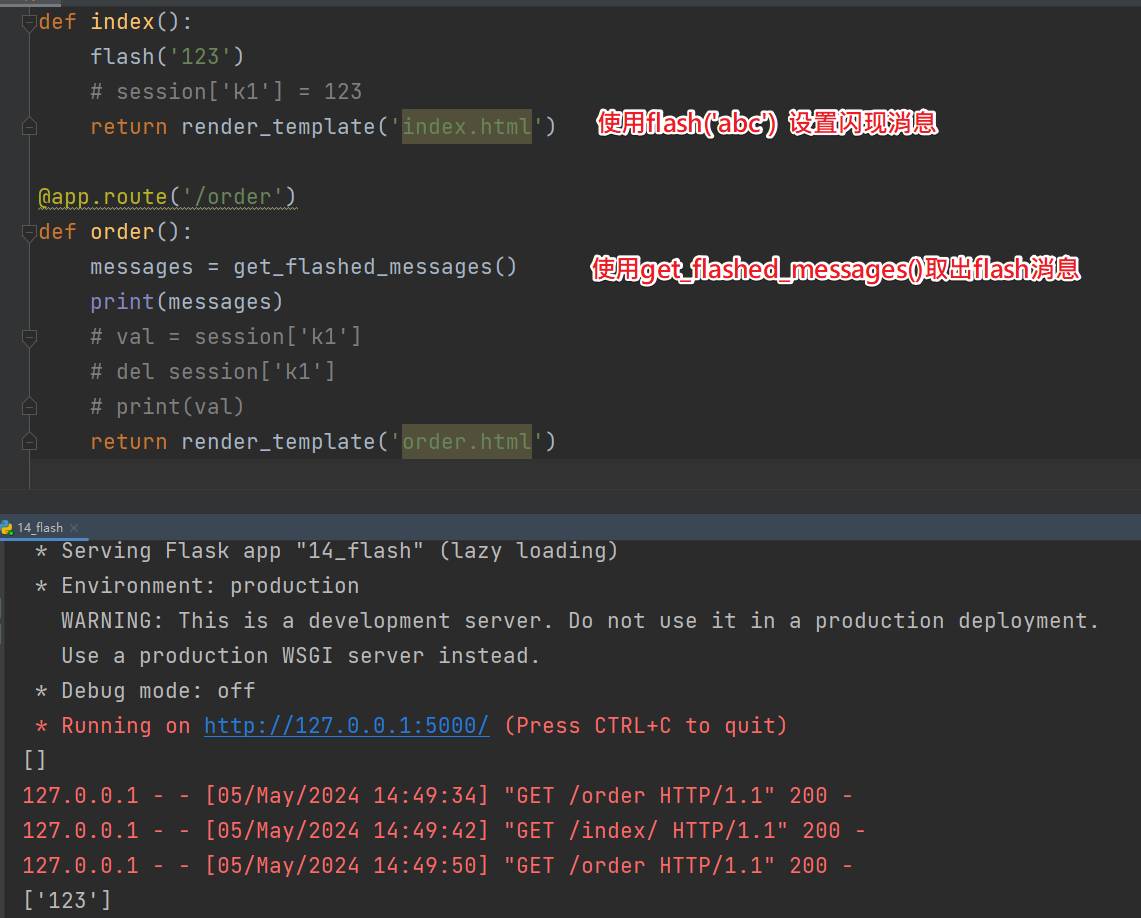 def index():
flash('123')
# session['k1'] = 123
return render_template('index.html') 使用flash('abc') 设置闪现消息
@app.route('/order')
def order():
messages = get_flashed_messages() 使用get_flashed_messages()取出flash消息
print(messages)
# val = session['k1']
# del session['k1']
# print(val)
return render_template('order.html')
14_flash ×
* Serving Flask app "14_flash" (lazy loading)
* Environment: production
WARNING: This is a development server. Do not use it in a production deployment.
Use a production WSGI server instead.
* Debug mode: off
* Running on http://127.0.0.1:5000/ (Press CTRL+C to quit)
[]
127.0.0.1 - - [05/May/2024 14:49:34] "GET /order HTTP/1.1" 200 -
127.0.0.1 - - [05/May/2024 14:49:42] "GET /index/ HTTP/1.1" 200 -
127.0.0.1 - - [05/May/2024 14:49:50] "GET /order HTTP/1.1" 200 -
['123']